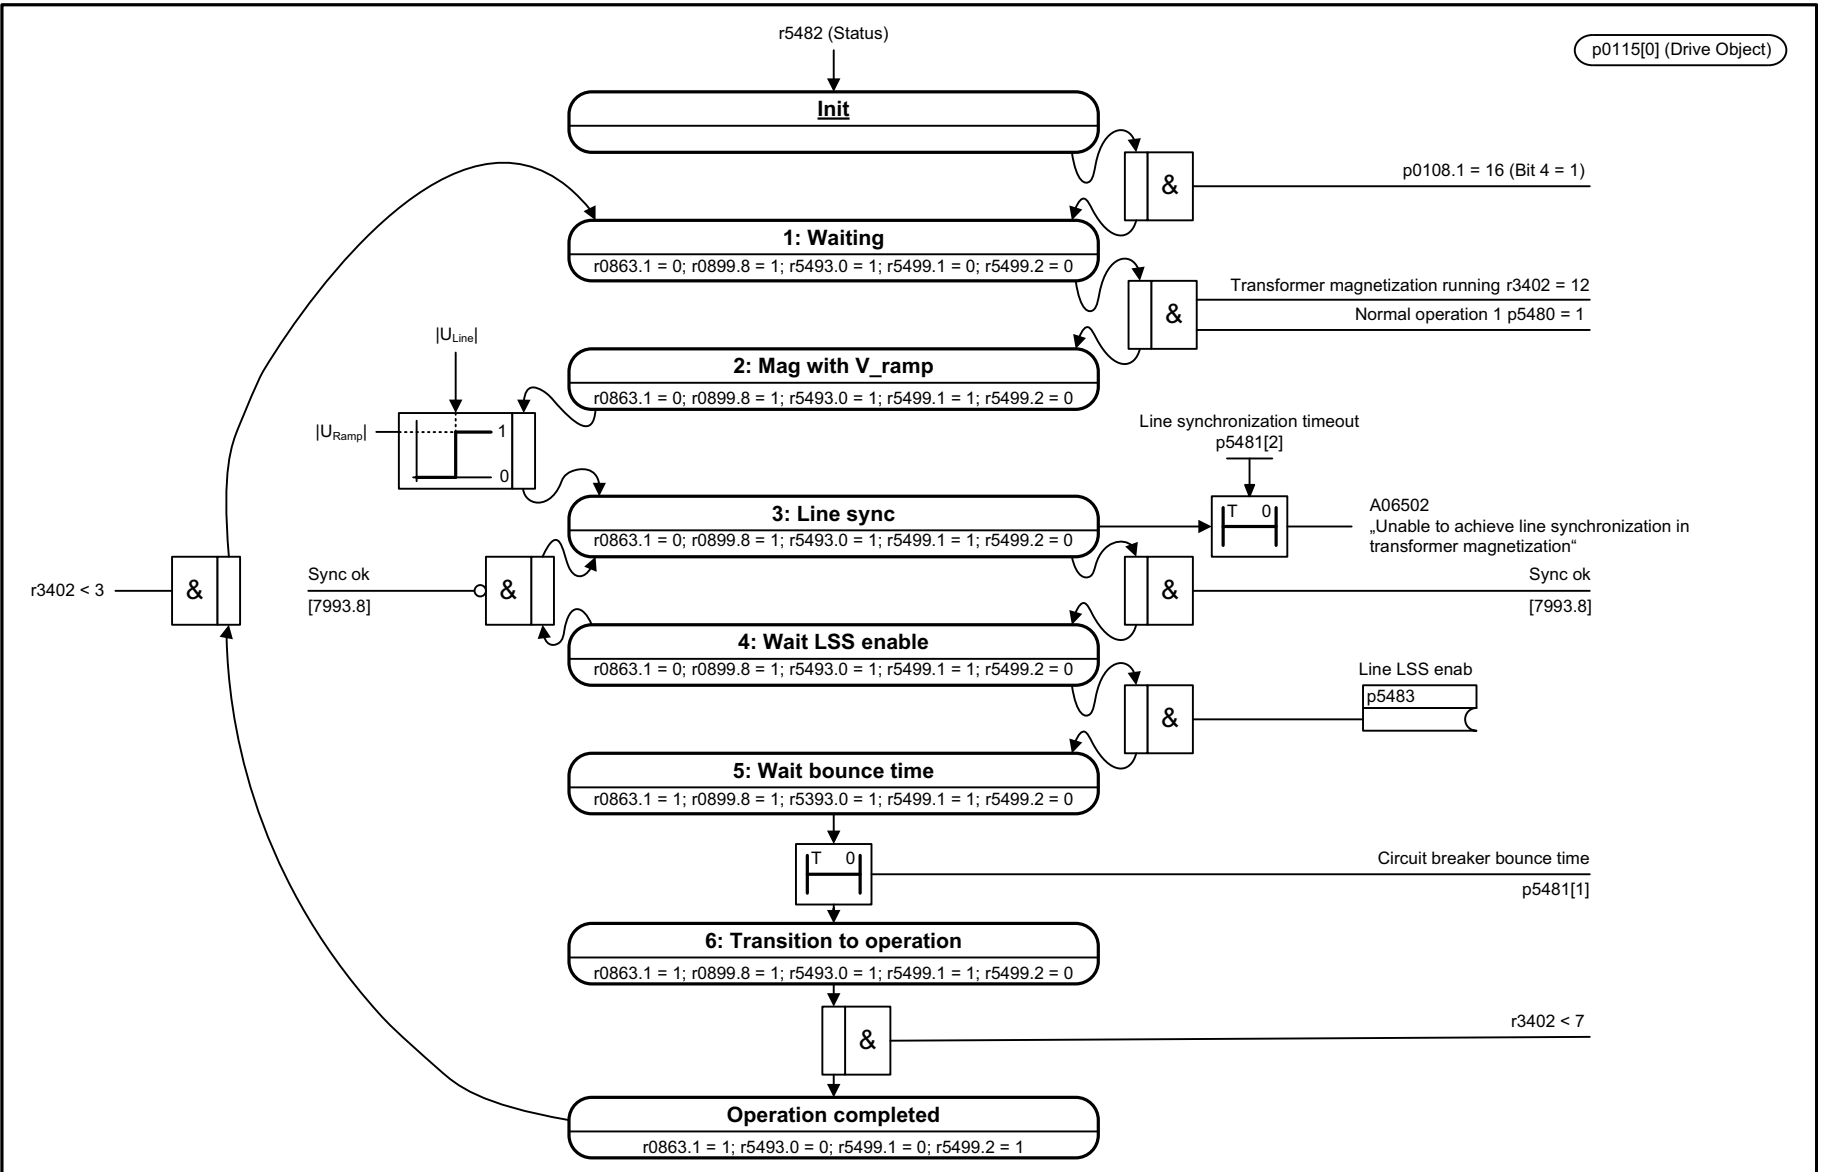 r5482 (Status)
p0115[0] (Drive Object)
Init
&
p0108.1 = 16 (Bit 4 = 1)
1: Waiting
r0863.1 = 0; r0899.8 = 1; r5493.0 = 1; r5499.1 = 0; r5499.2 = 0
&
Transformer magnetization running r3402 = 12
Normal operation 1 p5480 = 1
|ULine|
2: Mag with V_ramp
r0863.1 = 0; r0899.8 = 1; r5493.0 = 1; r5499.1 = 1; r5499.2 = 0
|URamp|
1
0
Line synchronization timeout
p5481[2]
3: Line sync
r0863.1 = 0; r0899.8 = 1; r5493.0 = 1; r5499.1 = 1; r5499.2 = 0
T 0
A06502
„Unable to achieve line synchronization in
transformer magnetization“
r3402 < 3
&
Sync ok
[7993.8]
&
&
Sync ok
[7993.8]
4: Wait LSS enable
r0863.1 = 0; r0899.8 = 1; r5493.0 = 1; r5499.1 = 1; r5499.2 = 0
&
Line LSS enab
p5483
5: Wait bounce time
r0863.1 = 1; r0899.8 = 1; r5393.0 = 1; r5499.1 = 1; r5499.2 = 0
T 0
Circuit breaker bounce time
p5481[1]
6: Transition to operation
r0863.1 = 1; r0899.8 = 1; r5493.0 = 1; r5499.1 = 1; r5499.2 = 0
&
r3402 < 7
Operation completed
r0863.1 = 1; r5493.0 = 0; r5499.1 = 0; r5499.2 = 1